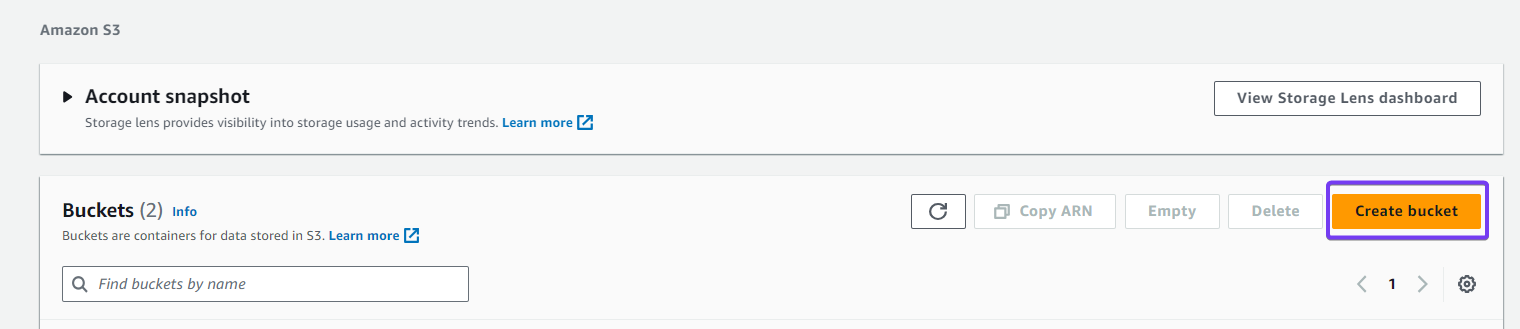 Amazon S3
Account snapshot
View Storage Lens dashboard
Storage lens provides visibility into storage usage and activity trends. Learn more
Buckets (2) Info
Copy ARN
Empty
Delete
Create bucket
Buckets are containers for data stored in S3. Learn more
Find buckets by name
1